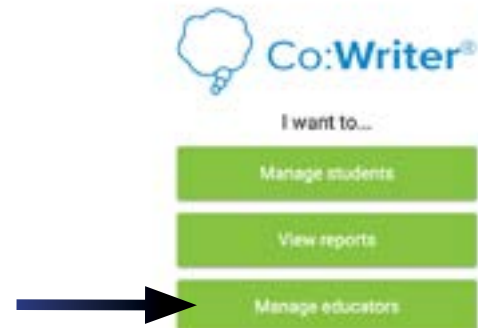 Co:Writer®
I want to...
Manage students
View reports
Manage educators